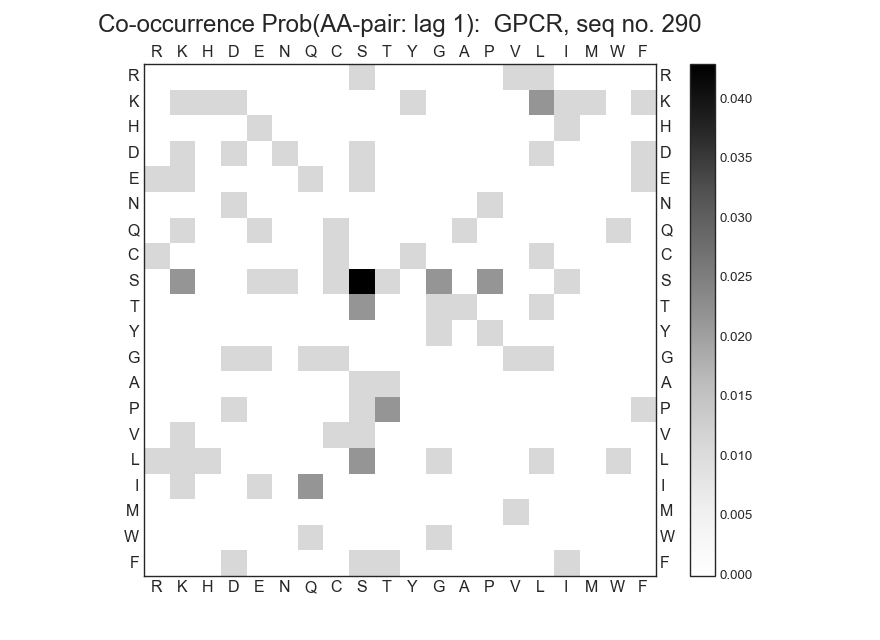 Co-occurrence Prob(AA-pair: lag 1):  GPCR, seq no. 290
R K H D E N Q C S T Y G A P V L I M W F
R R
K K 0.040
H H
D D 0.035
E E
N N 0.030
Q Q
C C
S S 0.025
T T
Y Y 0.020
G G
A A 0.015
P P
V V
L L 0.010
I I
M M 0.005
W W
F F 0.000
R K H D E N Q C S T Y G A P V L I M W F